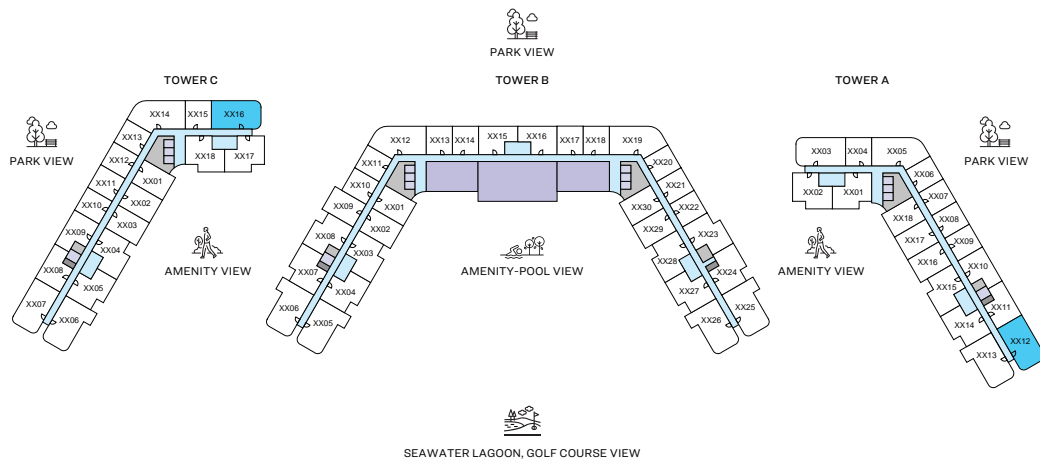 PARK VIEW
TOWER C
TOWER B
TOWER A
PARK VIEW
PARK VIEW
XX14
XX15
XX16
XX13
XX12
XX11
XX10
XX09
XX08
XX07
XX06
XX05
XX04
XX03
XX02
XX01
XX18
XX17
AMENITY VIEW
XX12
XX13
XX14
XX15
XX16
XX17
XX18
XX19
XX11
XX10
XX09
XX08
XX07
XX06
XX05
XX04
XX03
XX02
XX01
XX20
XX21
XX22
XX23
XX24
XX25
XX26
XX27
XX28
XX29
XX30
AMENITY-POOL VIEW
AMENITY VIEW
XX03
XX04
XX05
XX02
XX01
XX06
XX07
XX08
XX09
XX10
XX11
XX12
XX13
XX14
XX15
XX16
XX17
XX18
SEAWATER LAGOON, GOLF COURSE VIEW